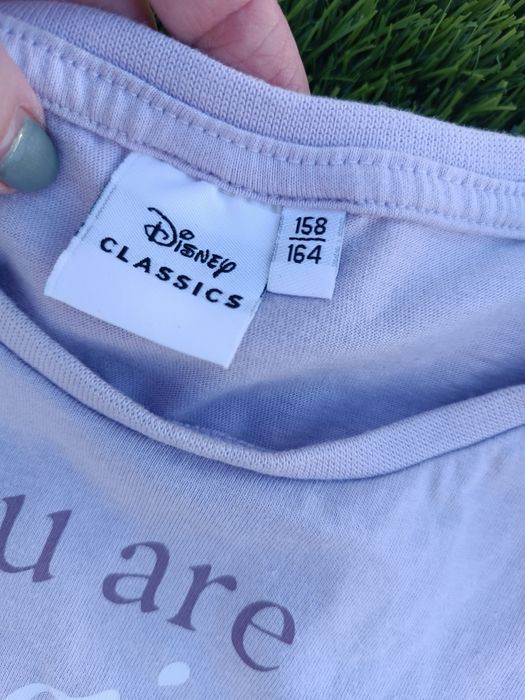 Disney
CLASSICS
158
164
u are